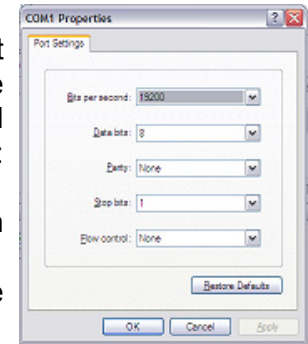 COM1 Properties
Port Settings
Bits per second: 19200
Data bits: 8
Parity: None
Stop bits: 1
Flow control: None
Restore Defaults
OK Cancel Apply